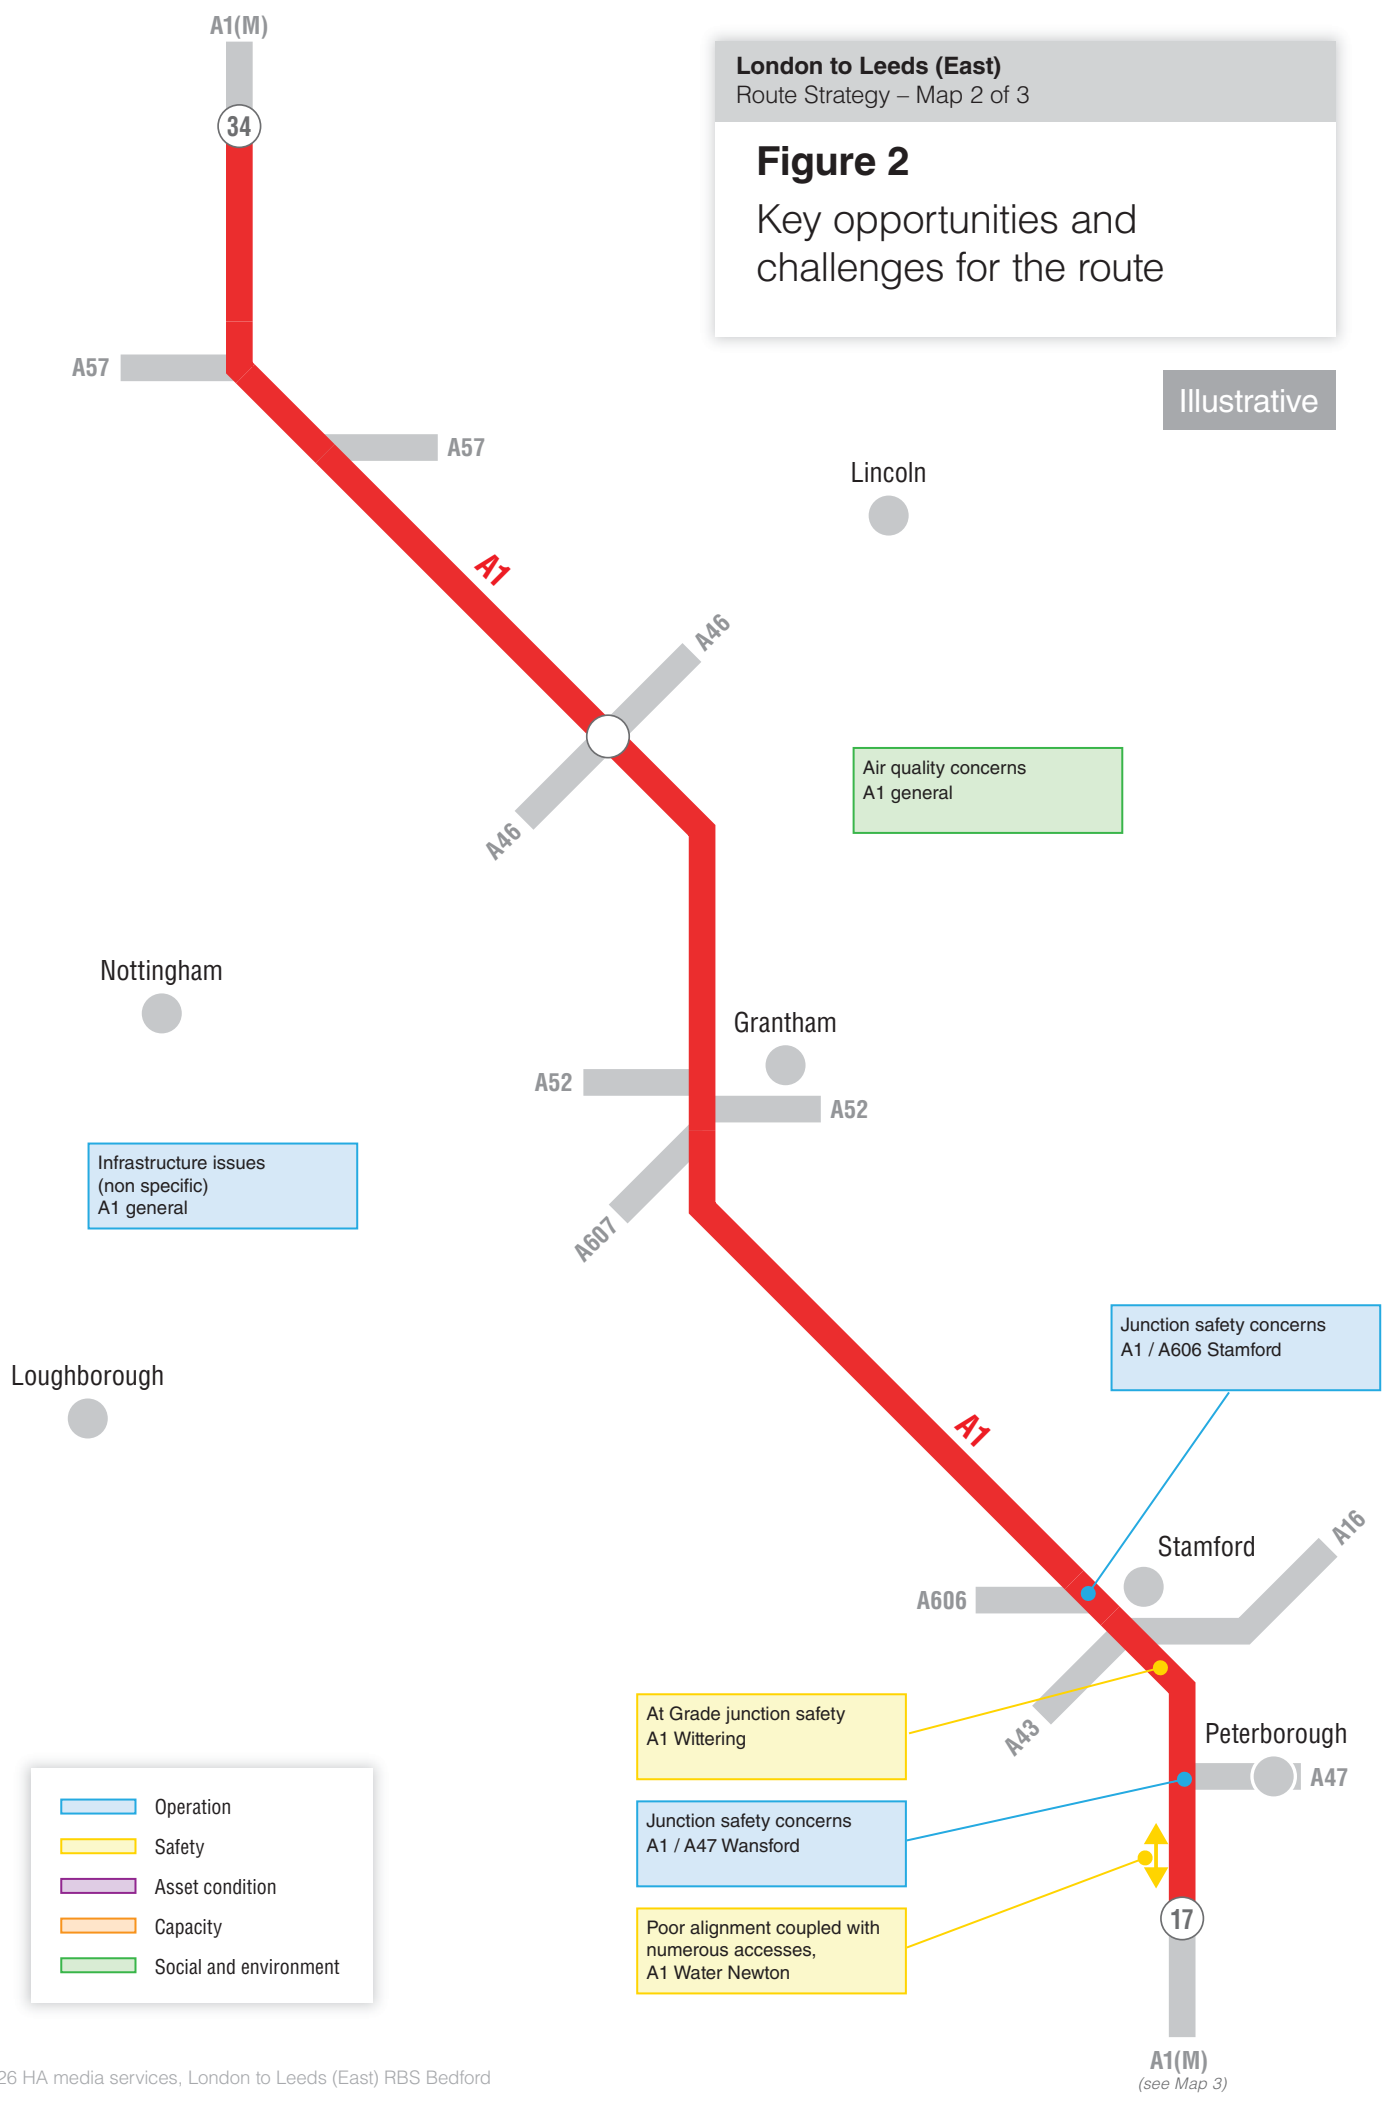 A1(M)
34
London to Leeds (East)
Route Strategy – Map 2 of 3
Figure 2
Key opportunities and
challenges for the route
Illustrative
A57
A57
Lincoln
A1
A46
A46
Air quality concerns
A1 general
Nottingham
Grantham
A52
A52
A607
Infrastructure issues
(non specific)
A1 general
Loughborough
Junction safety concerns
A1 / A606 Stamford
A1
A16
Stamford
A606
A43
At Grade junction safety
A1 Wittering
Peterborough
A47
Junction safety concerns
A1 / A47 Wansford
Poor alignment coupled with
numerous accesses,
A1 Water Newton
17
A1(M)
(see Map 3)
Operation
Safety
Asset condition
Capacity
Social and environment
26 HA media services, London to Leeds (East) RBS Bedford